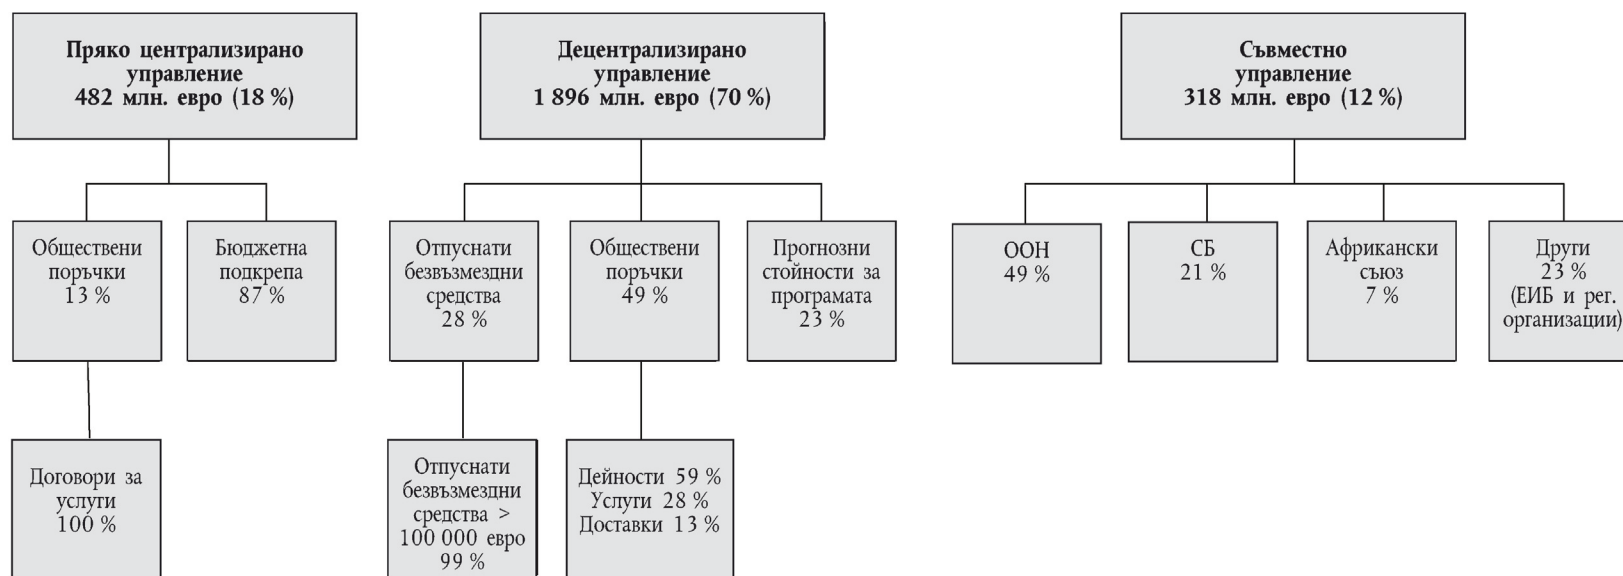 Пряко централизирано
управление
482 млн. евро (18 %)
Децентрализирано
управление
1 896 млн. евро (70 %)
Съвместно
управление
318 млн. евро (12 %)
Обществени
поръчки
13 %
Бюджетна
подкрепа
87 %
Отпуснати
безвъзмездни
средства
28 %
Обществени
поръчки
49 %
Прогнозни
стойности за
програмата
23 %
ООН
49 %
СБ
21 %
Африкански
съюз
7 %
Други
23 %
(ЕИБ и рег.
организации)
Договори за
услуги
100 %
Отпуснати
безвъзмездни
средства >
100 000 евро
99 %
Дейности 59 %
Услуги 28 %
Доставки 13 %